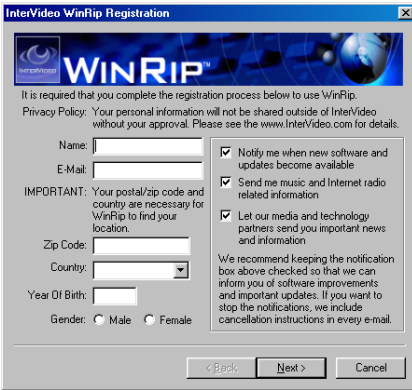 InterVideo WinRip Registration
INTERVIDEO
WINRIP™
It is required that you complete the registration process below to use WinRip.
Privacy Policy: Your personal information will not be shared outside of InterVideo
without your approval. Please see the www.InterVideo.com for details.
Name:
E-Mail:
IMPORTANT: Your postal/zip code and
country are necessary for
WinRip to find your
location.
Zip Code:
Country:
Year Of Birth:
Gender: Male Female
Notify me when new software and
updates become available
Send me music and Internet radio
related information
Let our media and technology
partners send you important news
and information
We recommend keeping the notification
box above checked so that we can
inform you of software improvements
and important updates. If you want to
stop the notifications, we include
cancellation instructions in every e-mail.
< Back Next > Cancel